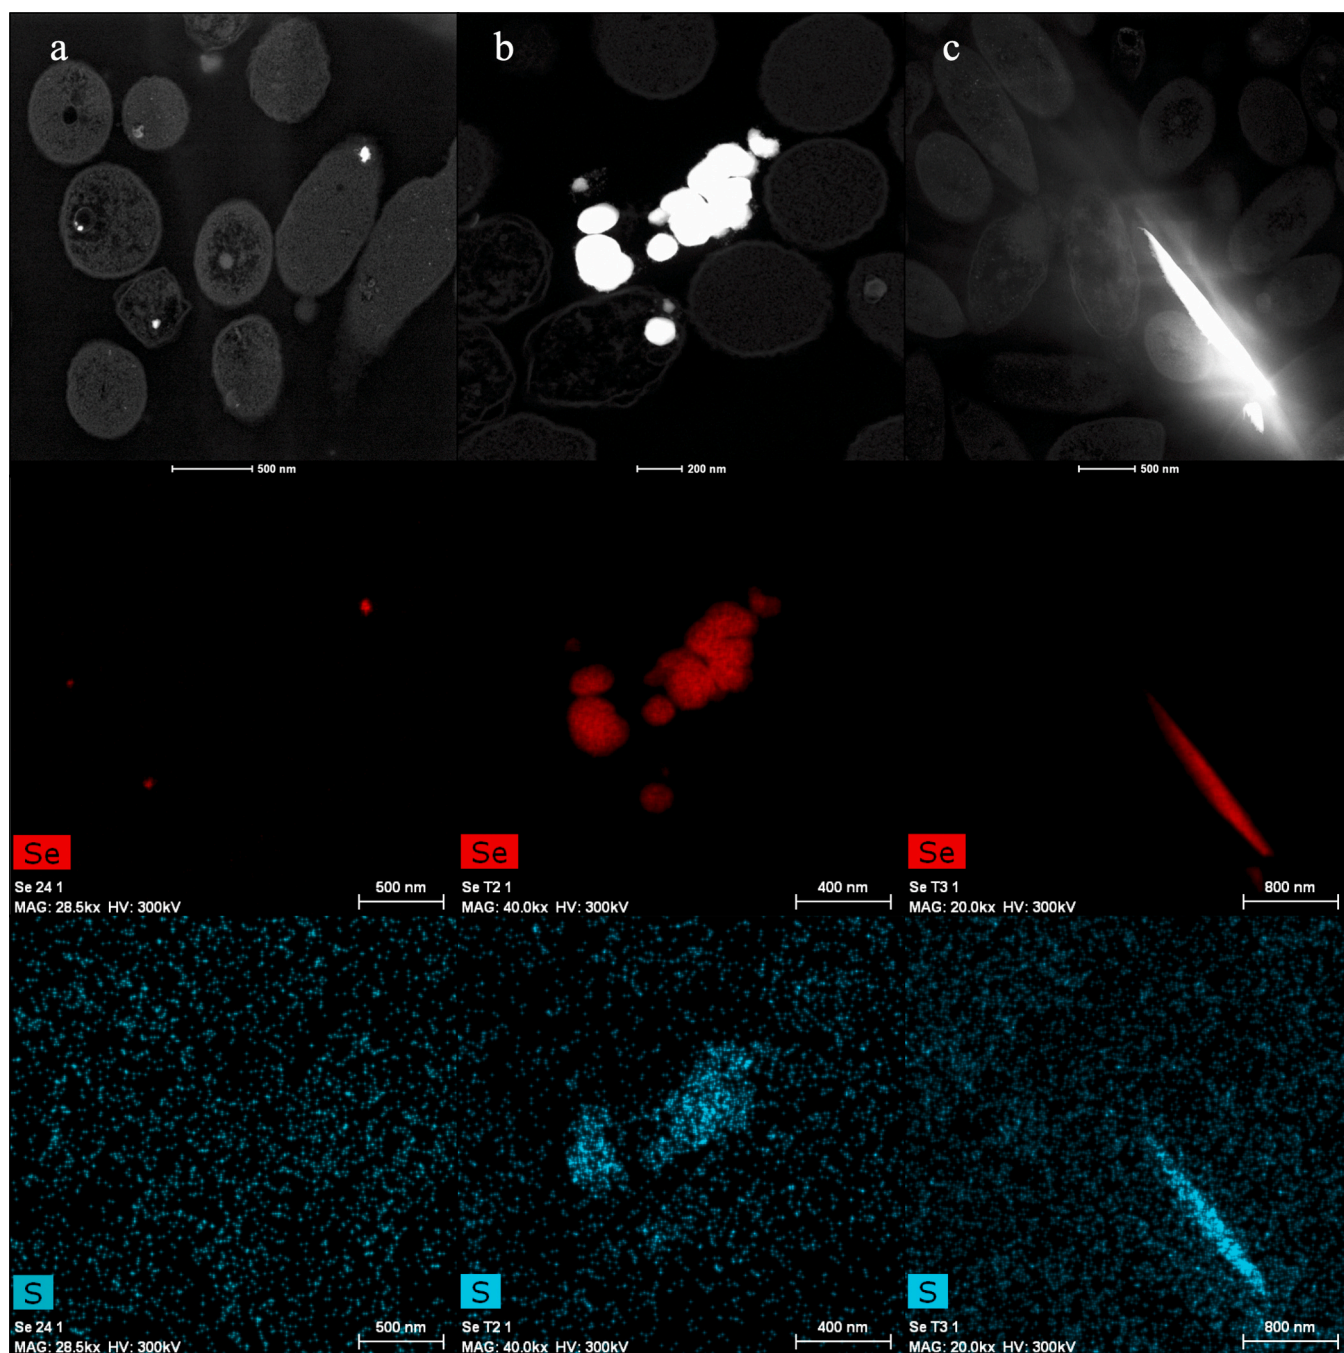 a
b
c
500 nm
200 nm
500 nm
Se
Se
Se
Se 24 1
500 nm
MAG: 28.5kx HV: 300kV
Se T2 1
400 nm
MAG: 40.0kx HV: 300kV
Se T3 1
800 nm
MAG: 20.0kx HV: 300kV
S
S
S
Se 24 1
500 nm
MAG: 28.5kx HV: 300kV
Se T2 1
400 nm
MAG: 40.0kx HV: 300kV
Se T3 1
800 nm
MAG: 20.0kx HV: 300kV